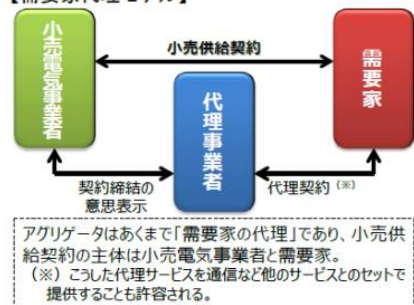 【需要家代理モデル】
小売電気事業者
小売供給契約
需要家
代理事業者
契約締結の
意思表示
代理契約（※）
アグリゲータはあくまで「需要家の代理」であり、小売供
給契約の主体は小売電気事業者と需要家。
（※）こうした代理サービスを通信など他のサービスとのセットで
提供することも許容される。